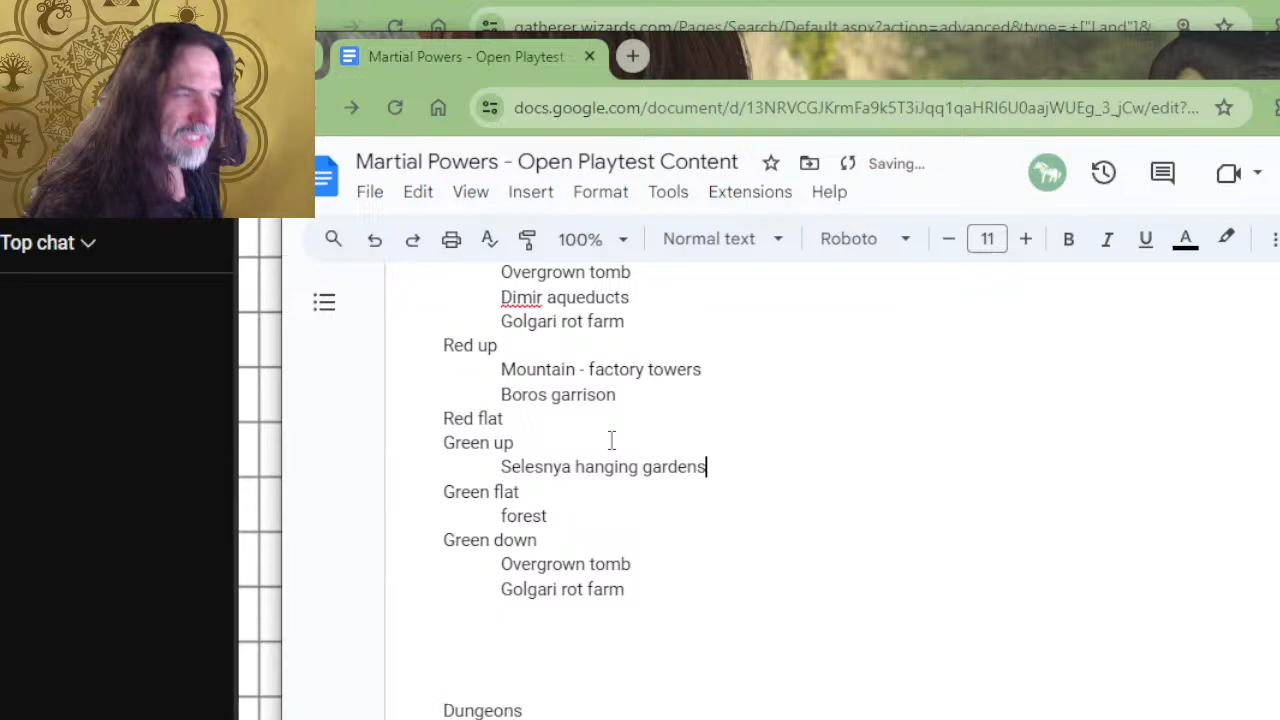 gatherer.wizards.com/Pages/Search/Default.aspx?action=advanced&type=+["Land"]&
Martial Powers - Open Playtest
docs.google.com/document/d/13NRVCGJKrmFa9k5T3iJqq1qaHRI6U0aajWUEg_3_jCw/edit?...
Martial Powers - Open Playtest Content
Saving...
File Edit View Insert Format Tools Extensions Help
100% Normal text Roboto 11 B I U A
Top chat
Overgrown tomb
Dimir aqueducts
Golgari rot farm
Red up
Mountain - factory towers
Boros garrison
Red flat
Green up
Selesnya hanging gardens
Green flat
forest
Green down
Overgrown tomb
Golgari rot farm
Dungeons